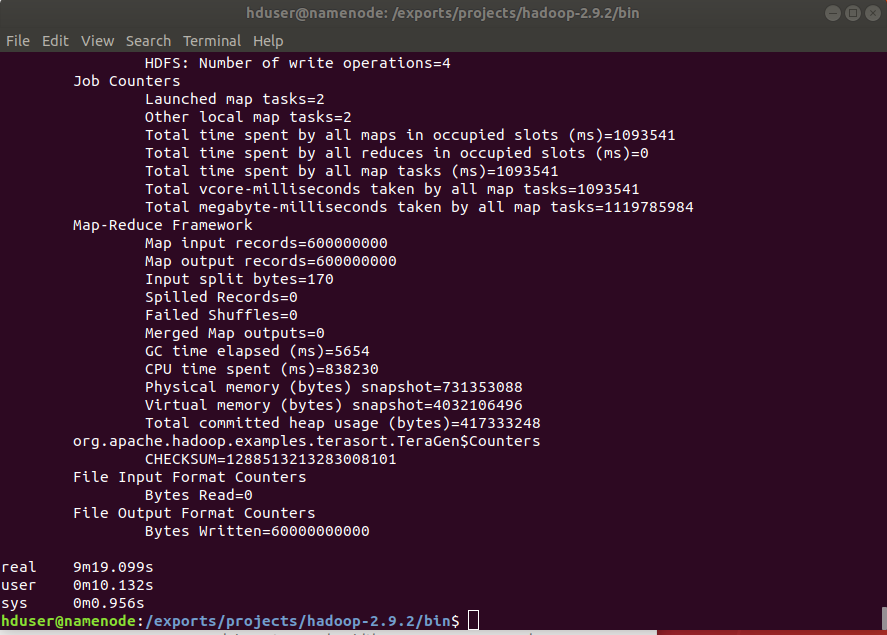 hduser@namenode: /exports/projects/hadoop-2.9.2/bin
File Edit View Search Terminal Help
HDFS: Number of write operations=4
Job Counters
Launched map tasks=2
Other local map tasks=2
Total time spent by all maps in occupied slots (ms)=1093541
Total time spent by all reduces in occupied slots (ms)=0
Total time spent by all map tasks (ms)=1093541
Total vcore-milliseconds taken by all map tasks=1093541
Total megabyte-milliseconds taken by all map tasks=1119785984
Map-Reduce Framework
Map input records=600000000
Map output records=600000000
Input split bytes=170
Spilled Records=0
Failed Shuffles=0
Merged Map outputs=0
GC time elapsed (ms)=5654
CPU time spent (ms)=838230
Physical memory (bytes) snapshot=731353088
Virtual memory (bytes) snapshot=4032106496
Total committed heap usage (bytes)=417333248
org.apache.hadoop.examples.terasort.TeraGen$Counters
CHECKSUM=1288513213283008101
File Input Format Counters
Bytes Read=0
File Output Format Counters
Bytes Written=60000000000
real 9m19.099s
user 0m10.132s
sys 0m0.956s
hduser@namenode:/exports/projects/hadoop-2.9.2/bin$